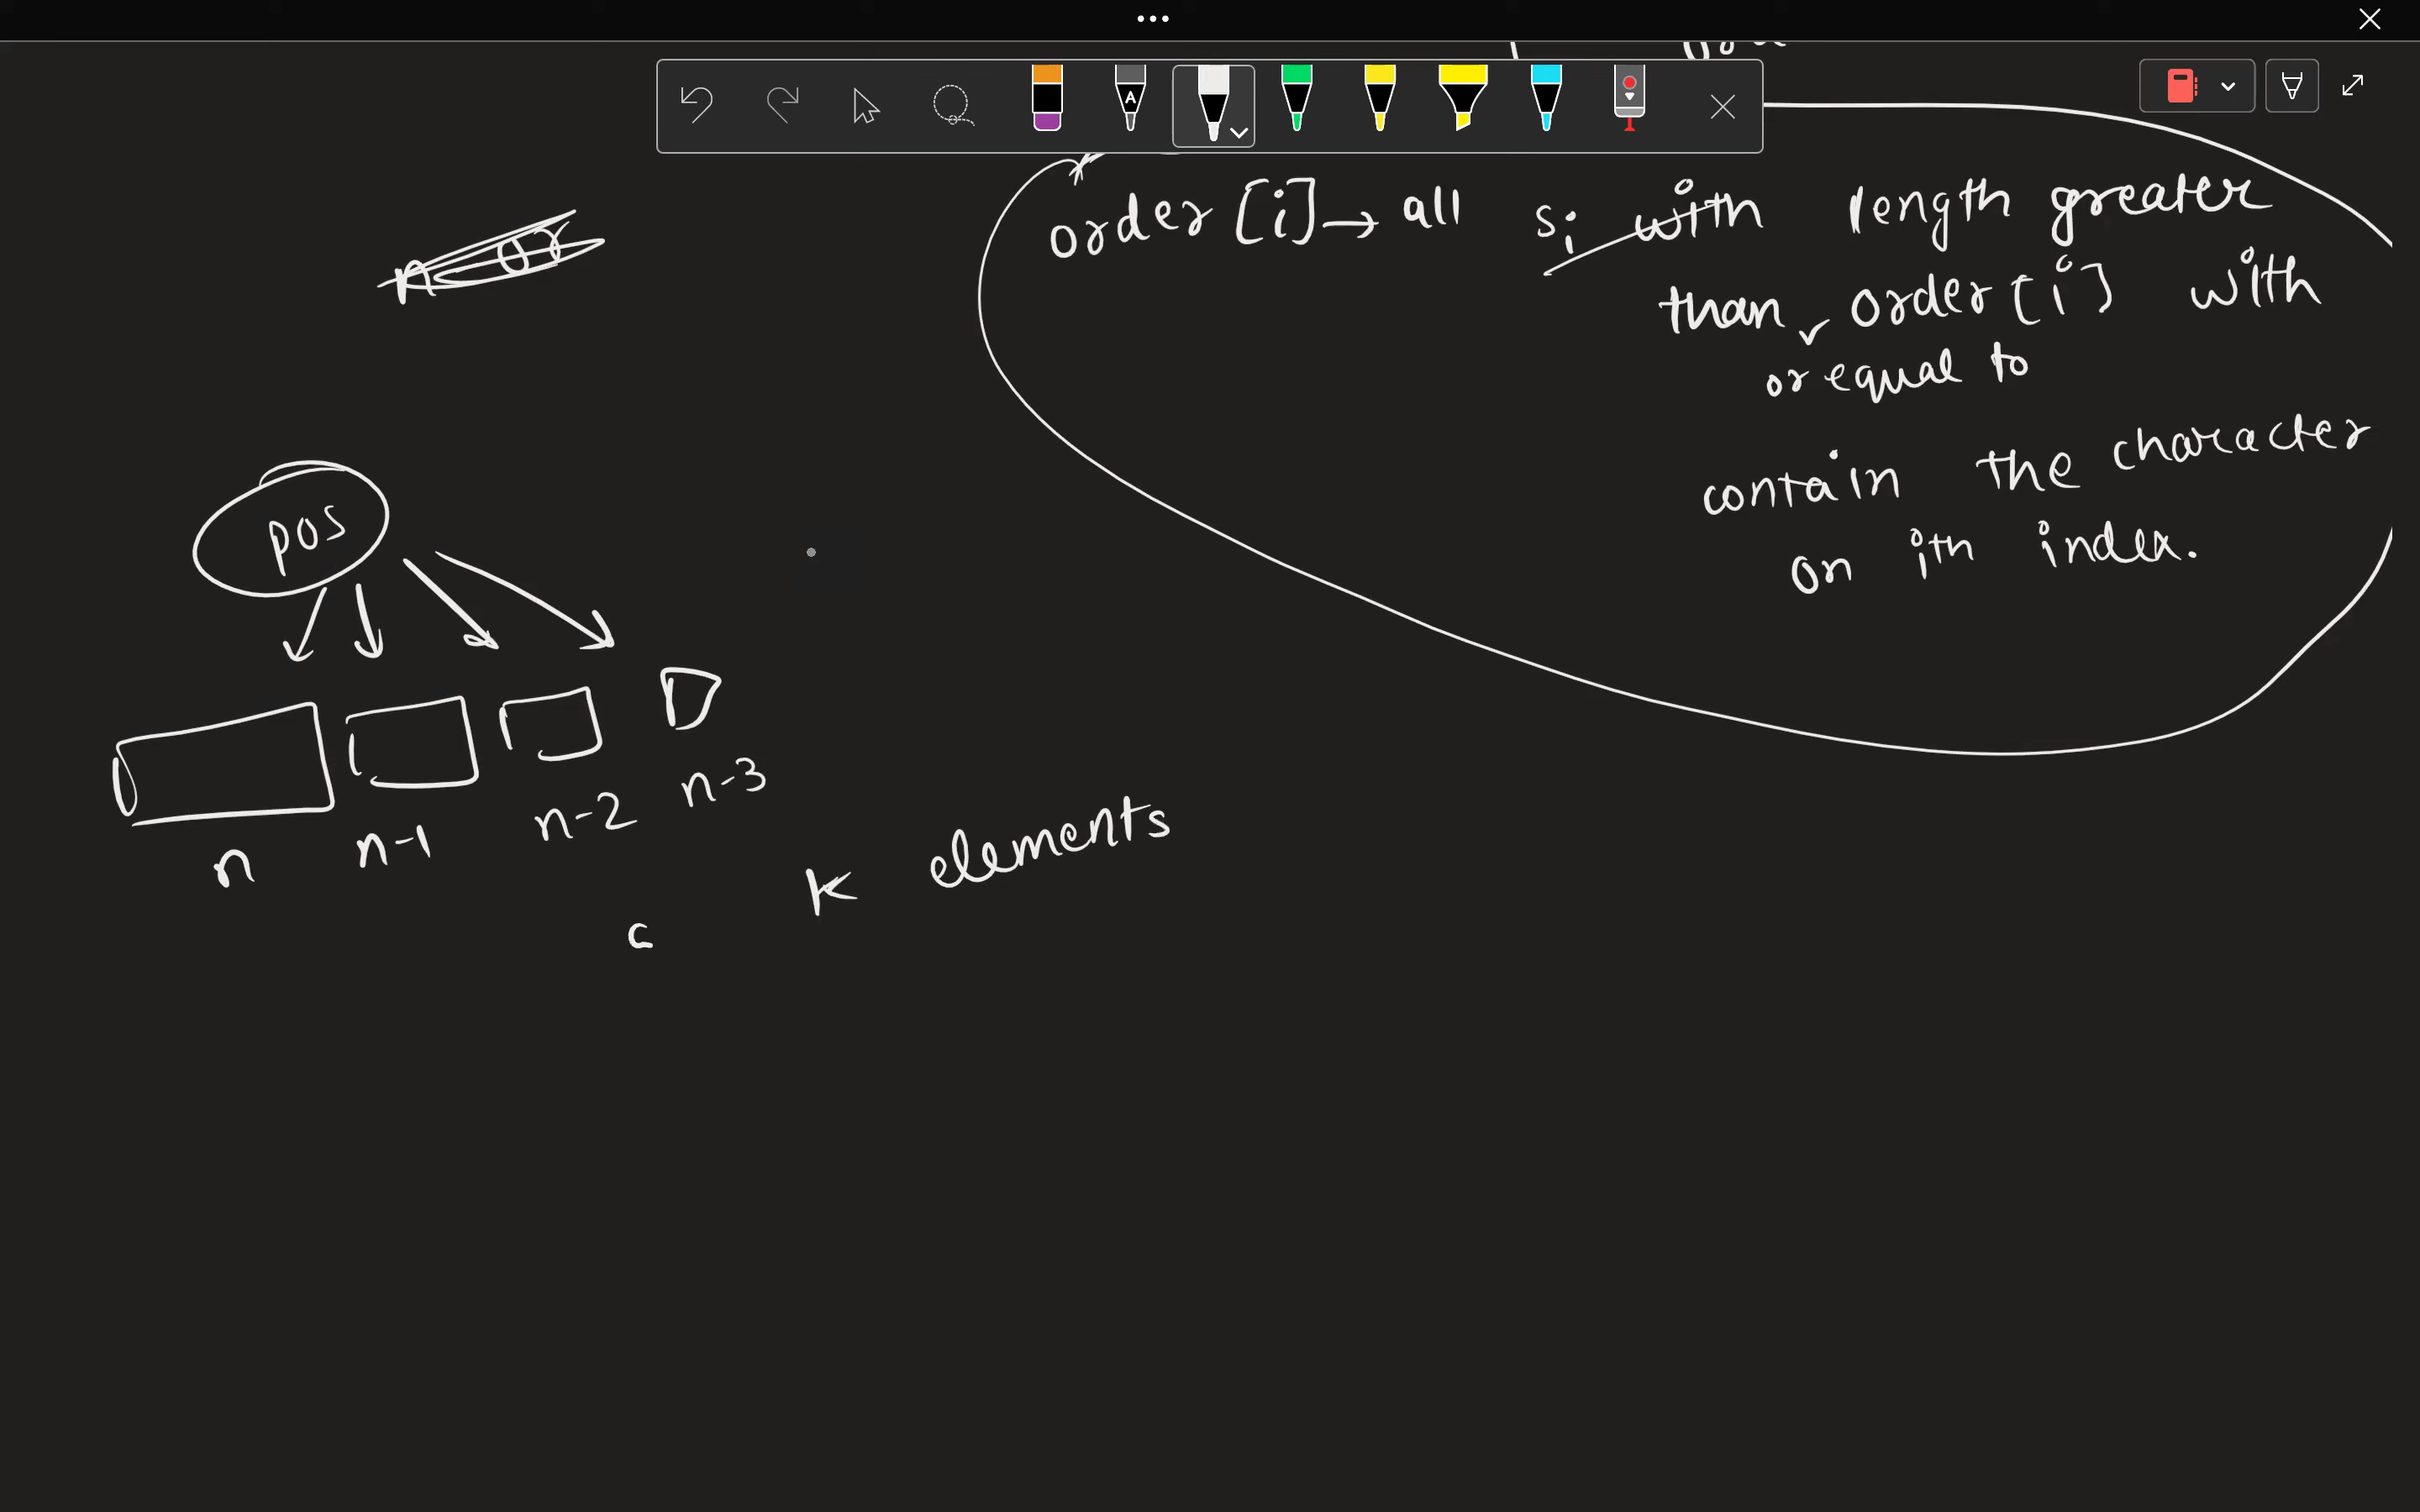 order[i] → all si with length greater
than order[i] with
or equal to
contain the character
on ith index.
pos
n
n-1
n-2
n-3
K elements
c